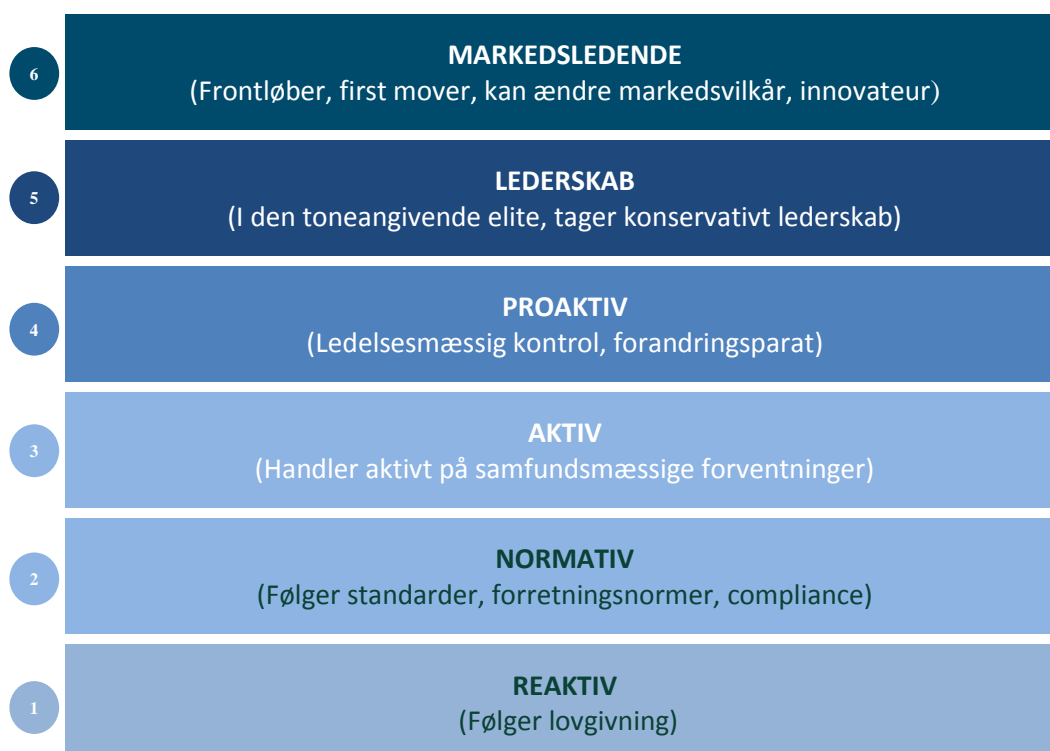 6
MARKEDSLEDENDE
(Frontløber, first mover, kan ændre markedsvilkår, innovateur)
5
LEDERSKAB
(I den toneangivende elite, tager konservativt lederskab)
4
PROAKTIV
(Ledelsesmæssig kontrol, forandringsparat)
3
AKTIV
(Handler aktivt på samfundsmæssige forventninger)
2
NORMATIV
(Følger standarder, forretningsnormer, compliance)
1
REAKTIV
(Følger lovgivning)